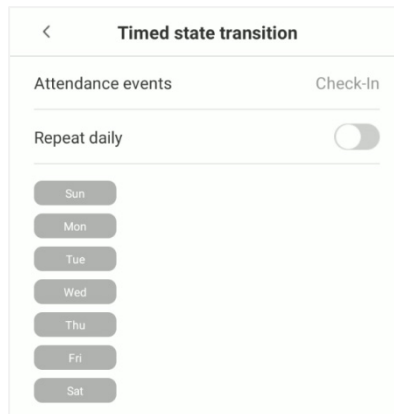 Timed state transition
Attendance events Check-In
Repeat daily
Sun
Mon
Tue
Wed
Thu
Fri
Sat